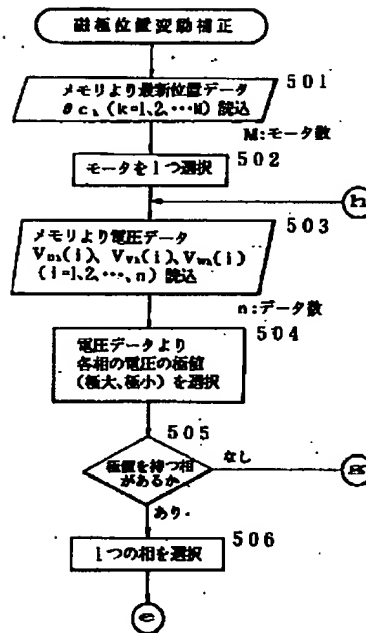 磁極位置変動補正
501
メモリより最新位置データ
θck（k=1、2、…M）読込
M:モータ数
502
モータを1つ選択
h
503
メモリより電圧データ
Vuk(i)、Vvk(i)、Vwk(i)
(i=1、2、…、n)読込
n:データ数
504
電圧データより
各相の電圧の極値
(極大、極小)を選択
505
極値を持つ相
があるか
なし
あり
506
1つの相を選択
e